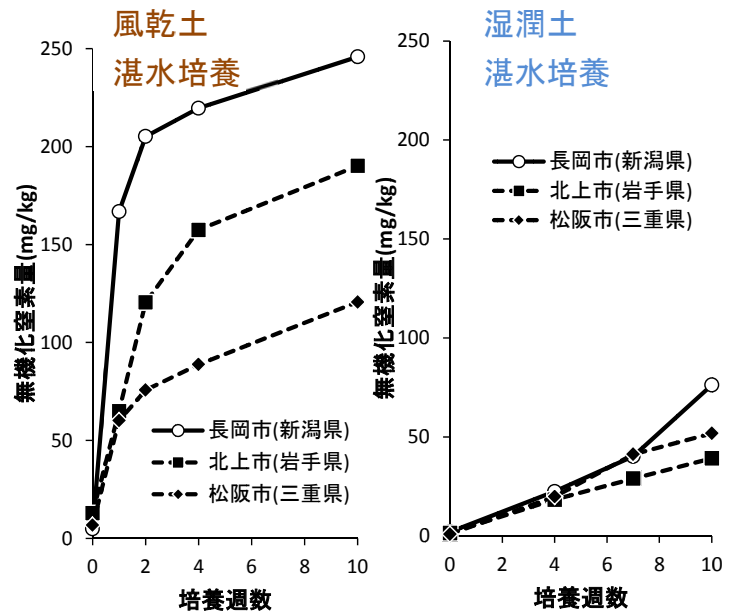 風乾土
湛水培養
無機化窒素量(mg/kg)
250
200
150
100
50
0
長岡市(新潟県)
北上市(岩手県)
松阪市(三重県)
0 2 4 6 8 10
培養週数
湿潤土
湛水培養
無機化窒素量(mg/kg)
250
200
150
100
50
0
長岡市(新潟県)
北上市(岩手県)
松阪市(三重県)
0 2 4 6 8 10
培養週数